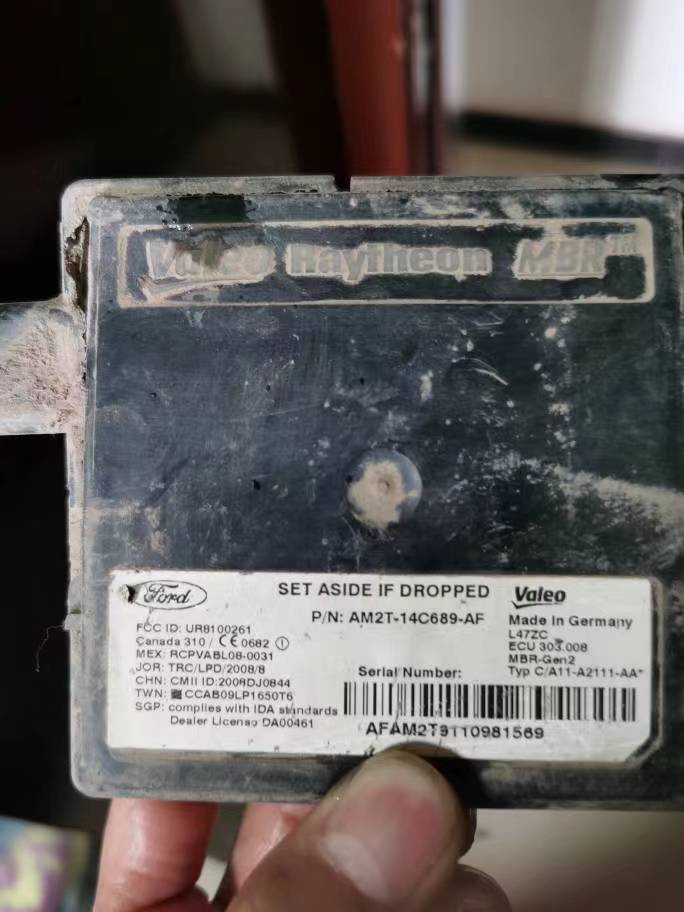 Valeo Raytheon MBR™
Ford
SET ASIDE IF DROPPED
Valeo
P/N: AM2T-14C689-AF
Made In Germany
L47ZC
ECU 303.008
MBR-Gen2
Typ C/A11-A2111-AA*
FCC ID: UR8100261
Canada 310 / CE 0682
MEX: RCPVABL08-0031
JOR: TRC/LPD/2008/8
CHN: CMII ID:2008DJ0844
TWN: CCAB09LP1650T6
SGP: complies with IDA standards
Dealer License DA00461
Serial Number:
AFAM2T9110981569